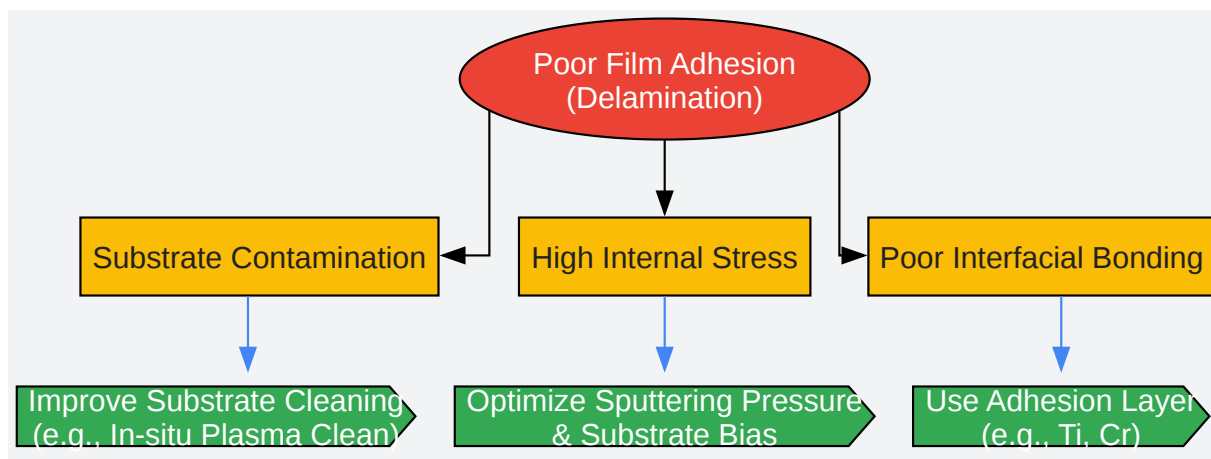 Poor Film Adhesion
(Delamination)
Substrate Contamination
High Internal Stress
Poor Interfacial Bonding
Improve Substrate Cleaning
(e.g., In-situ Plasma Clean)
Optimize Sputtering Pressure
& Substrate Bias
Use Adhesion Layer
(e.g., Ti, Cr)